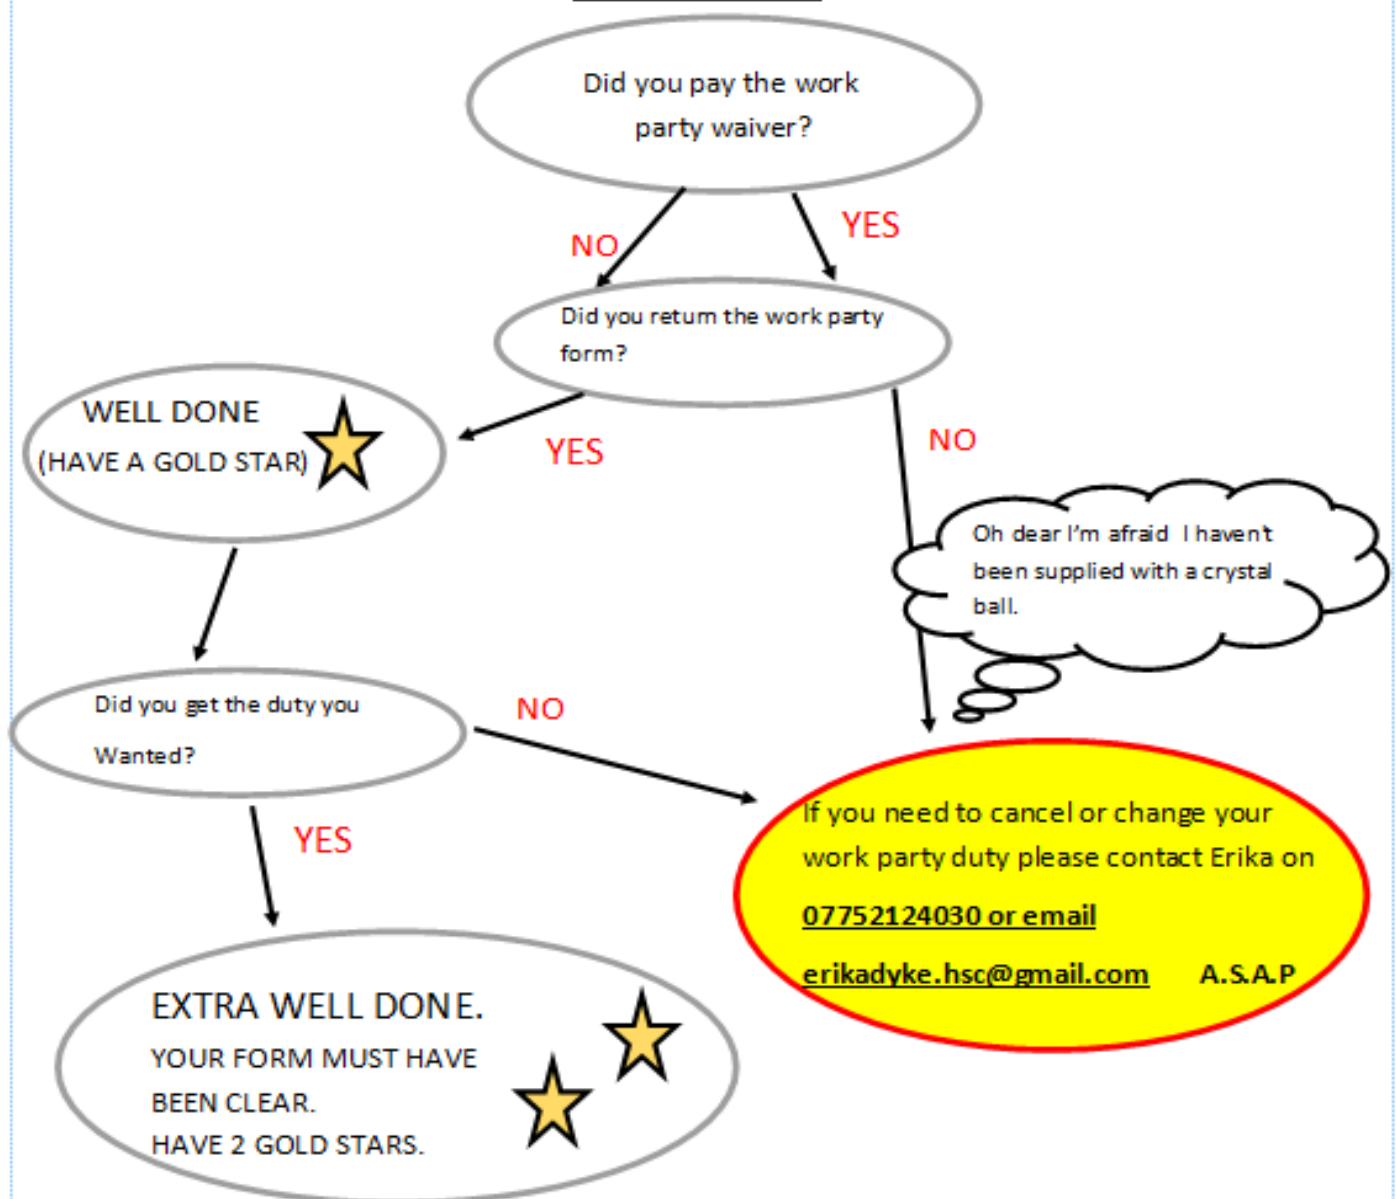 Did you pay the work
party waiver?
NO
YES
Did you return the work party
form?
WELL DONE
(HAVE A GOLD STAR)
YES
NO
Oh dear I'm afraid I haven't
been supplied with a crystal
ball.
Did you get the duty you
Wanted?
NO
YES
If you need to cancel or change your
work party duty please contact Erika on
07752124030 or email
erikadyke.hsc@gmail.com A.S.A.P
EXTRA WELL DONE.
YOUR FORM MUST HAVE
BEEN CLEAR.
HAVE 2 GOLD STARS.